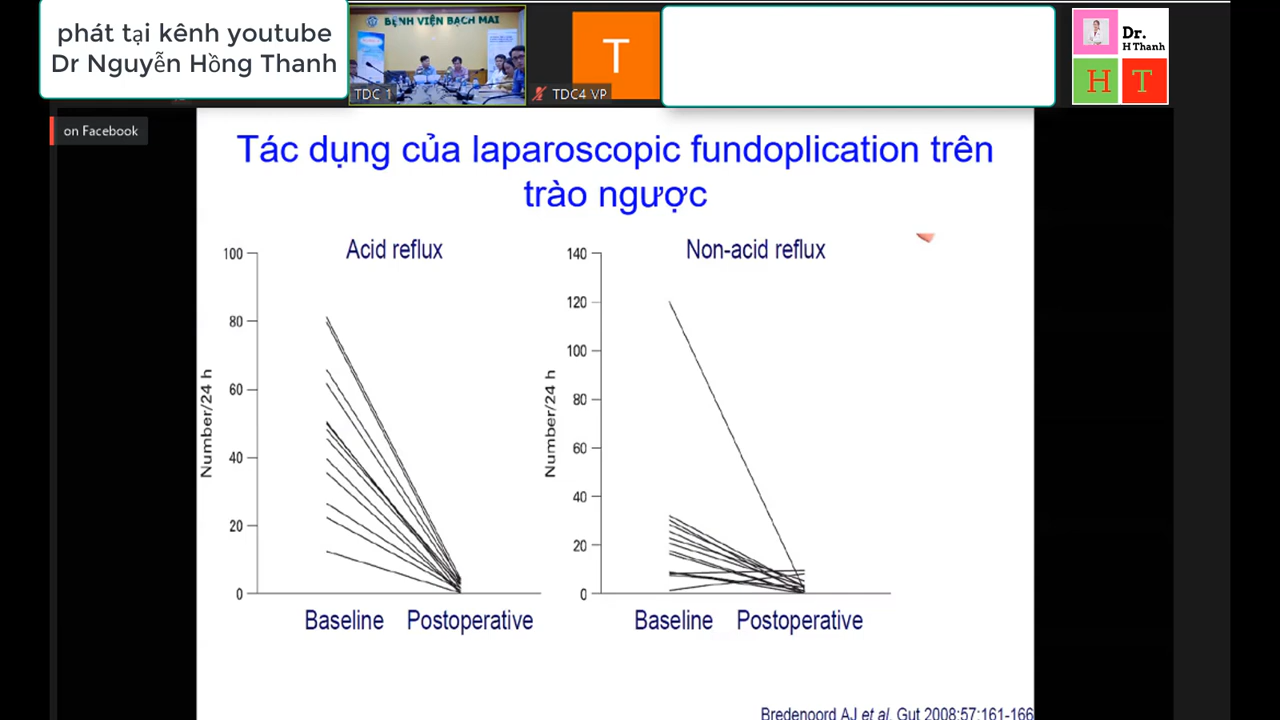 phát tại kênh youtube
Dr Nguyễn Hồng Thanh
BỆNH VIỆN BẠCH MAI
TDC 1
T
TDC4 VP
Dr.
H Thanh
H T
on Facebook
Tác dụng của laparoscopic fundoplication trên
trào ngược
Acid reflux
100
80
60
40
20
0
Number/24 h
Baseline Postoperative
Non-acid reflux
140
120
100
80
60
40
20
0
Number/24 h
Baseline Postoperative
Bredenoord AJ et al. Gut 2008;57:161-166